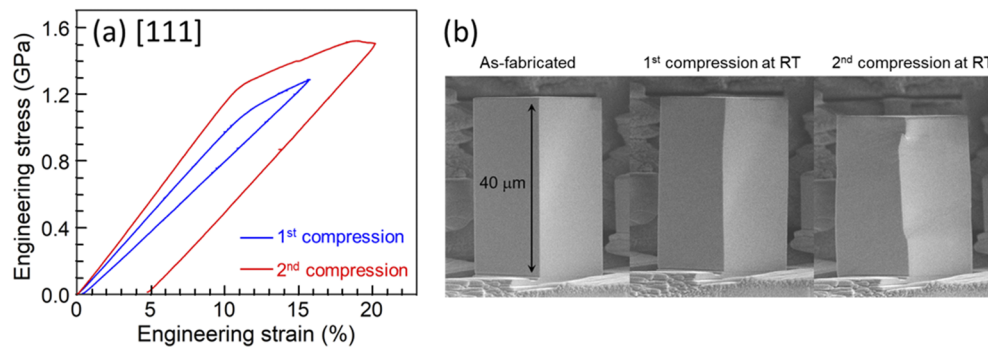 (a) [111]
Engineering stress (GPa)
1.6
1.2
0.8
0.4
0.0
0 5 10 15 20
Engineering strain (%)
1st compression
2nd compression
(b)
As-fabricated
1st compression at RT
2nd compression at RT
40 μm